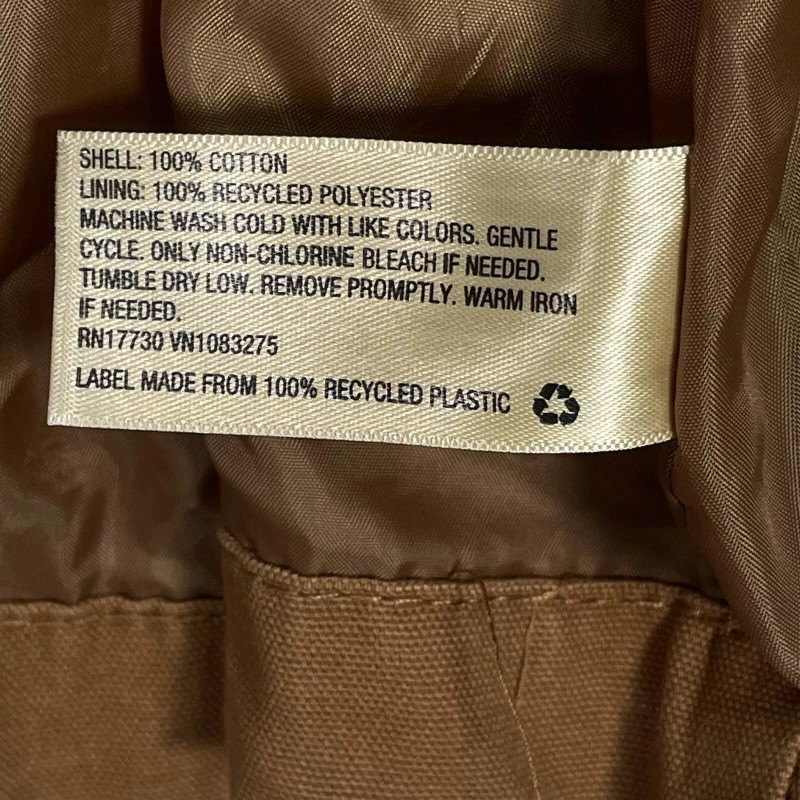 SHELL: 100% COTTON
LINING: 100% RECYCLED POLYESTER
MACHINE WASH COLD WITH LIKE COLORS. GENTLE
CYCLE. ONLY NON-CHLORINE BLEACH IF NEEDED.
TUMBLE DRY LOW. REMOVE PROMPTLY. WARM IRON
IF NEEDED.
RN17730 VN1083275
LABEL MADE FROM 100% RECYCLED PLASTIC